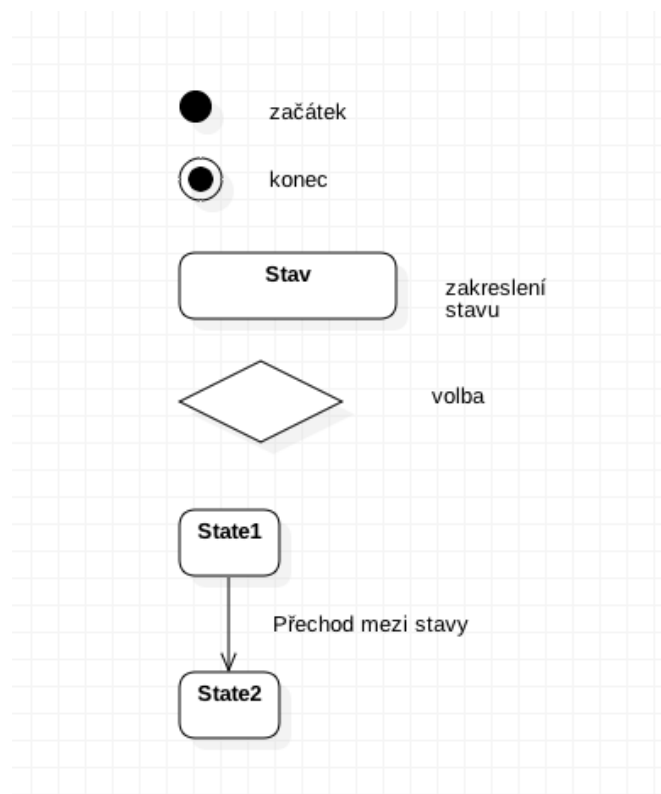 začátek
konec
Stav
zakreslení
stavu
volba
State1
Přechod mezi stavy
State2